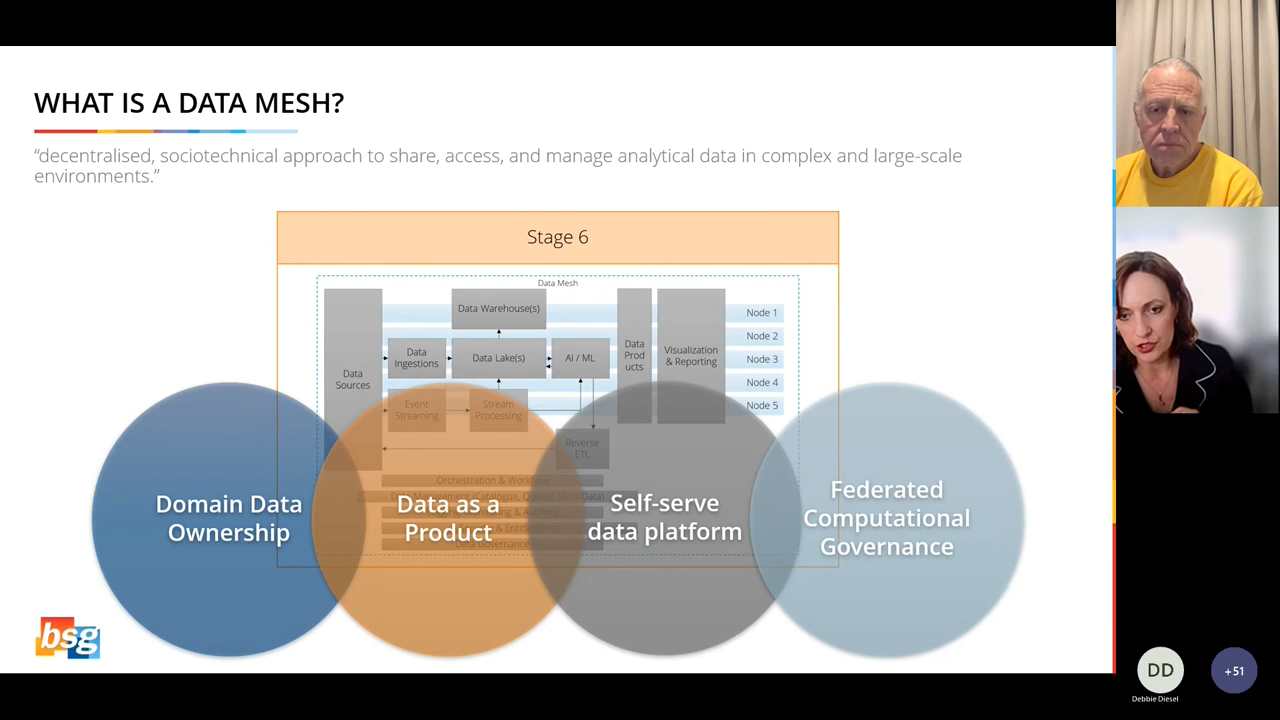 WHAT IS A DATA MESH?
“decentralised, sociotechnical approach to share, access, and manage analytical data in complex and large-scale
environments.”
Stage 6
Data Mesh
Data
Sources
Data Warehouse(s)
Data
Ingestions
Data Lake(s)
AI / ML
Event
Streaming
Stream
Processing
Reverse
ETL
Data
Prod
ucts
Visualization
& Reporting
Node 1
Node 2
Node 3
Node 4
Node 5
Orchestration &
Data Governance
Domain Data
Ownership
Data as a
Product
Self-serve
data platform
Federated
Computational
Governance
bsg
DD
Debbie Diesel
+51